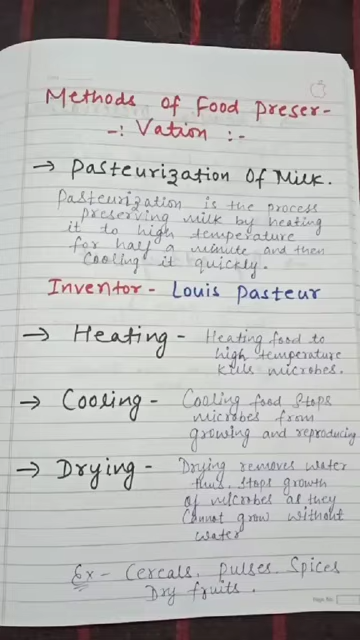 Methods of Food Preser-
-: Vation :-
→ Pasteurization Of Milk.
Pasteurization is the process
preserving milk by heating
it to high temperature
for half a minute and then
Cooling it quickly.
Inventor- Louis Pasteur
→ Heating - Heating food to
high temperature
kills microbes.
→ Cooling - Cooling food stops
microbes from
growing and reproducing
→ Drying - Drying removes water
thus stops growth
of microbes as they
Cannot grow without
water
Ex - Cereals, pulses, Spices
Dry fruits.